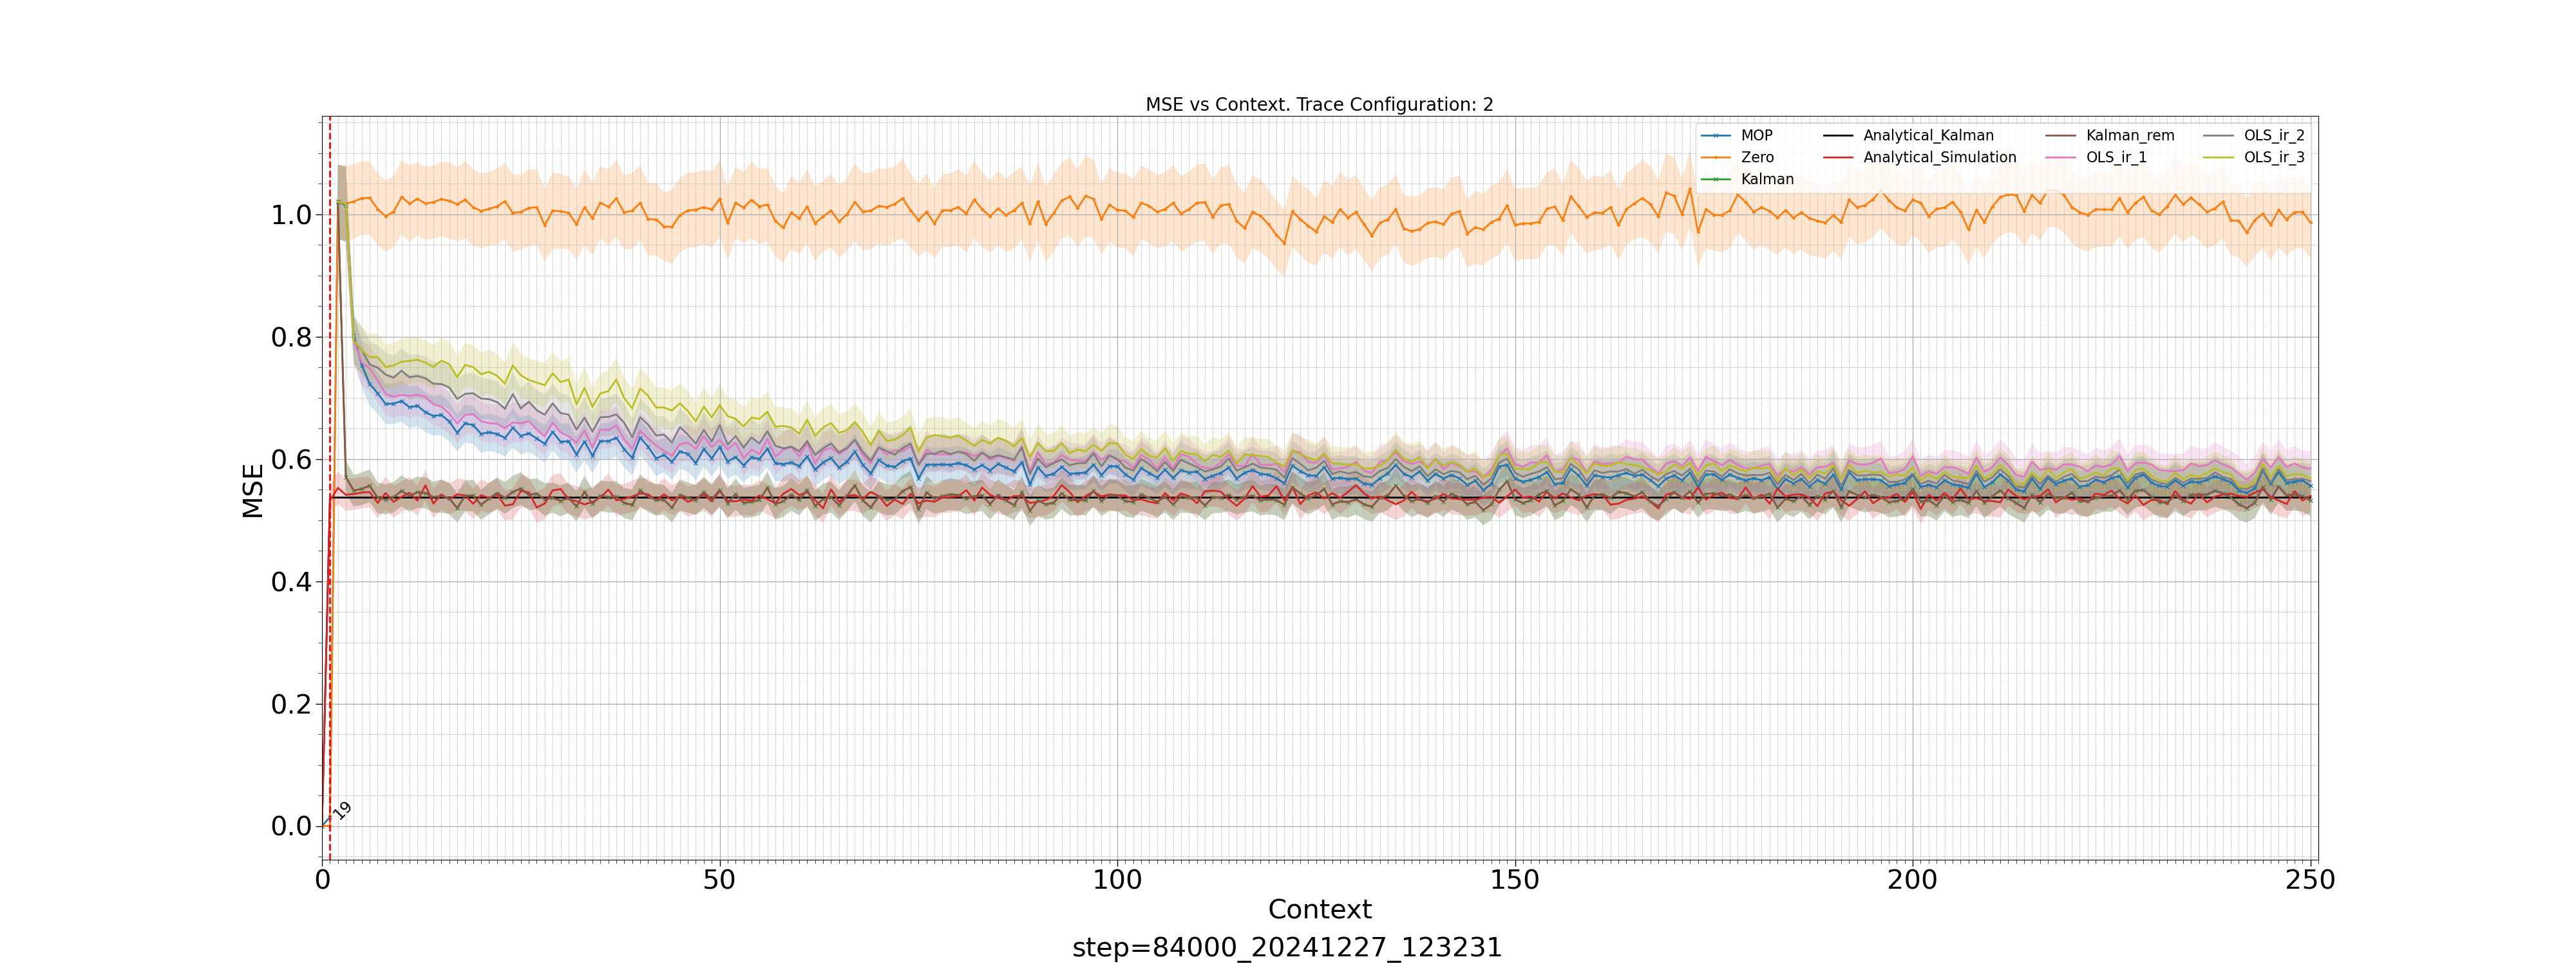 MSE vs Context. Trace Configuration: 2
MOP
Zero
Analytical_Kalman
Analytical_Simulation
Kalman
Kalman_rem
OLS_ir_1
OLS_ir_2
OLS_ir_3
1.0
0.8
0.6
0.4
0.2
0.0
MSE
19
0 50 100 150 200 250
Context
step=84000_20241227_123231